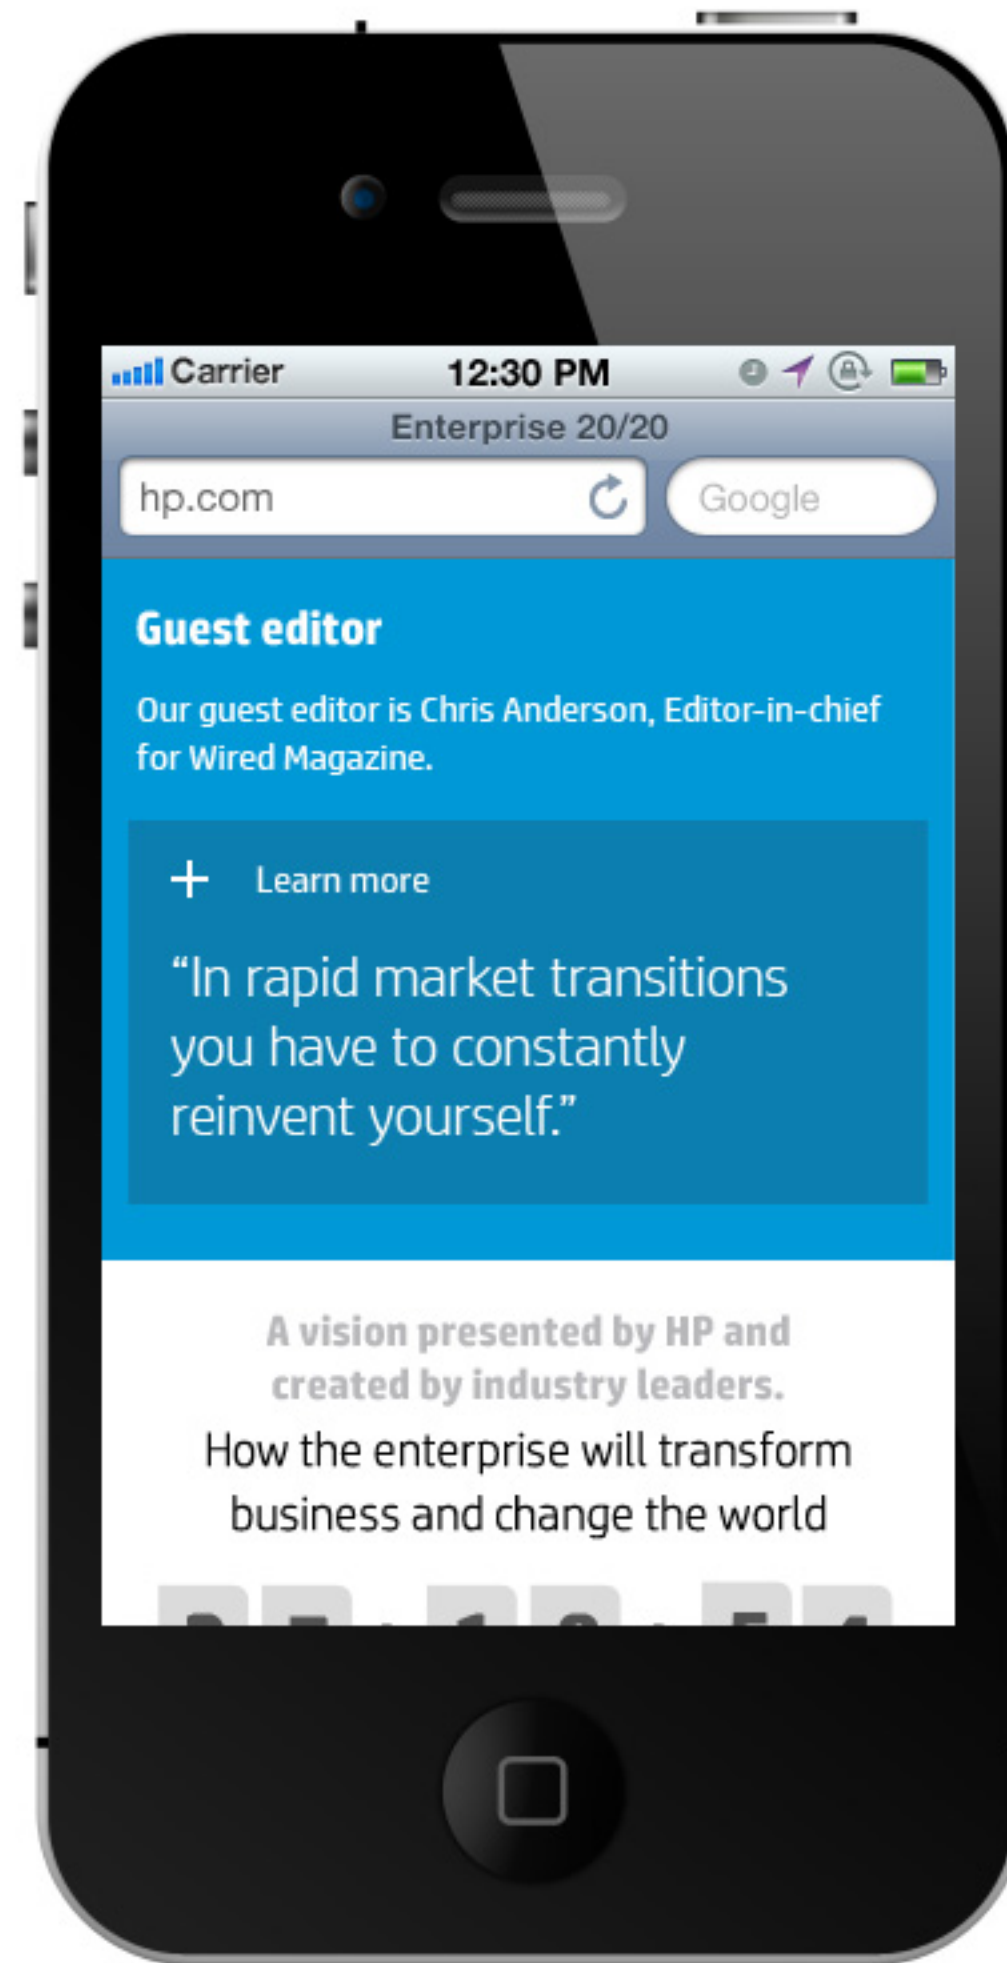 Carrier 12:30 PM
Enterprise 20/20
hp.com Google
Guest editor
Our guest editor is Chris Anderson, Editor-in-chief
for Wired Magazine.
+ Learn more
“In rapid market transitions
you have to constantly
reinvent yourself.”
A vision presented by HP and
created by industry leaders.
How the enterprise will transform
business and change the world